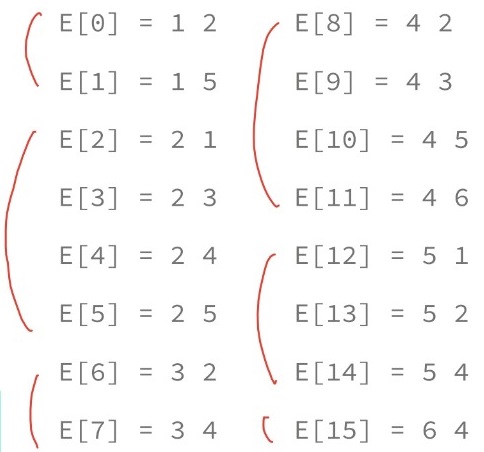 E[0] = 1 2
E[1] = 1 5
E[2] = 2 1
E[3] = 2 3
E[4] = 2 4
E[5] = 2 5
E[6] = 3 2
E[7] = 3 4
E[8] = 4 2
E[9] = 4 3
E[10] = 4 5
E[11] = 4 6
E[12] = 5 1
E[13] = 5 2
E[14] = 5 4
E[15] = 6 4